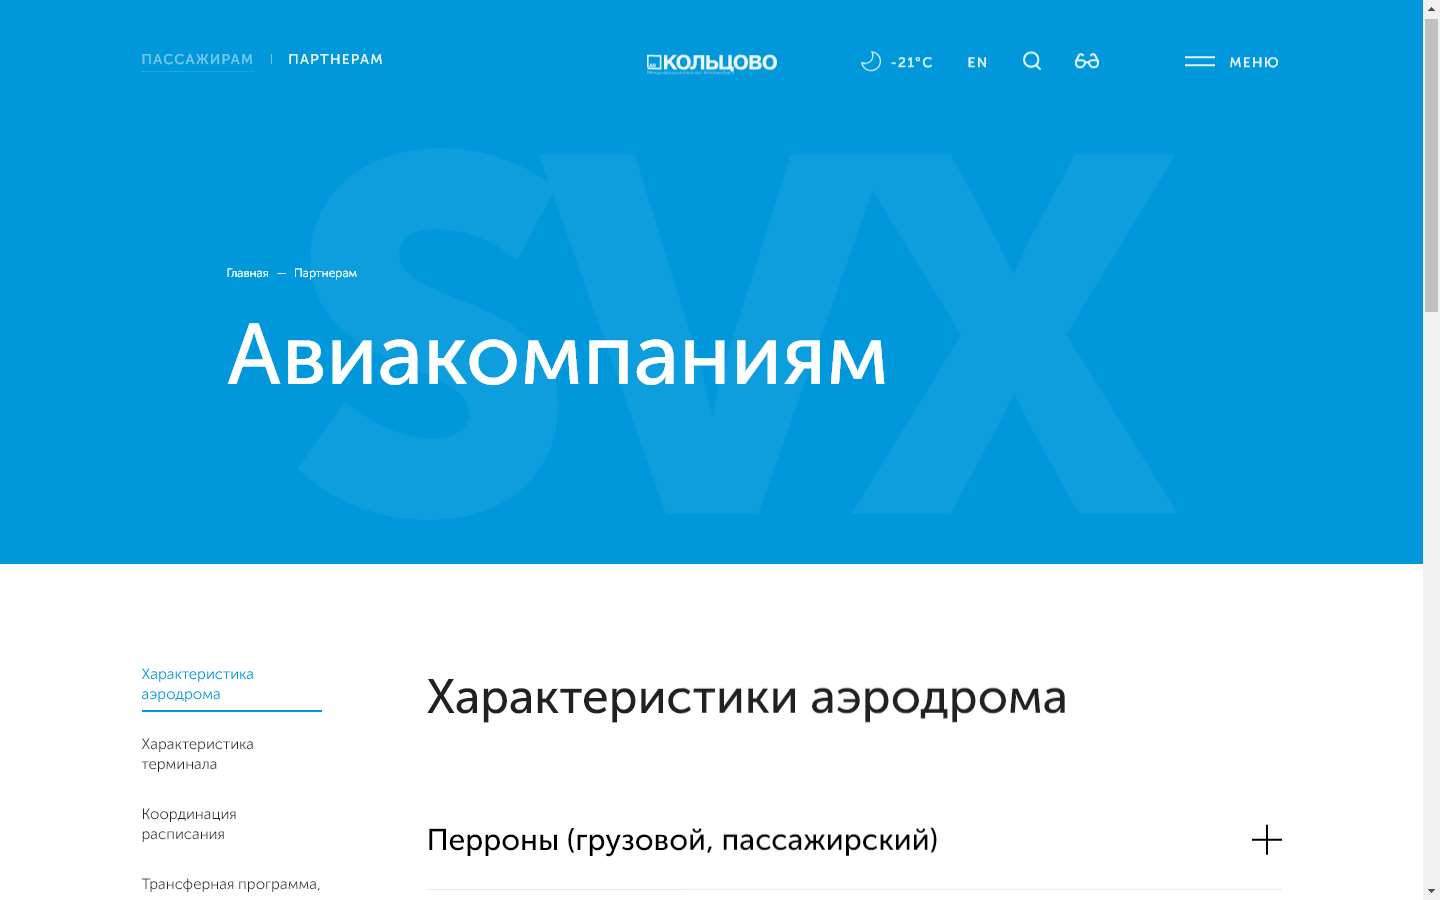 ПАССАЖИРАМ
ПАРТНЕРАМ
КОЛЬЦОВО
-21°C
EN
МЕНЮ
SVX
Главная — Партнерам
Авиакомпаниям
Характеристика
аэродрома
Характеристика
терминала
Координация
расписания
Трансферная программа,
Характеристики аэродрома
Перроны (грузовой, пассажирский)